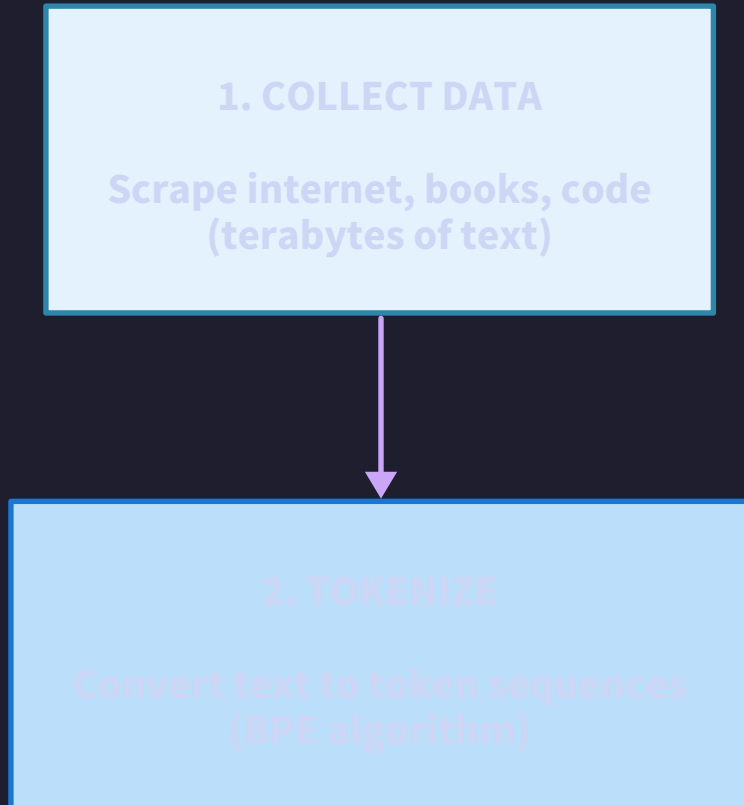 1. COLLECT DATA
Scrape internet, books, code
(terabytes of text)
2. TOKENIZE
Convert text to token sequences
(BPE algorithm)